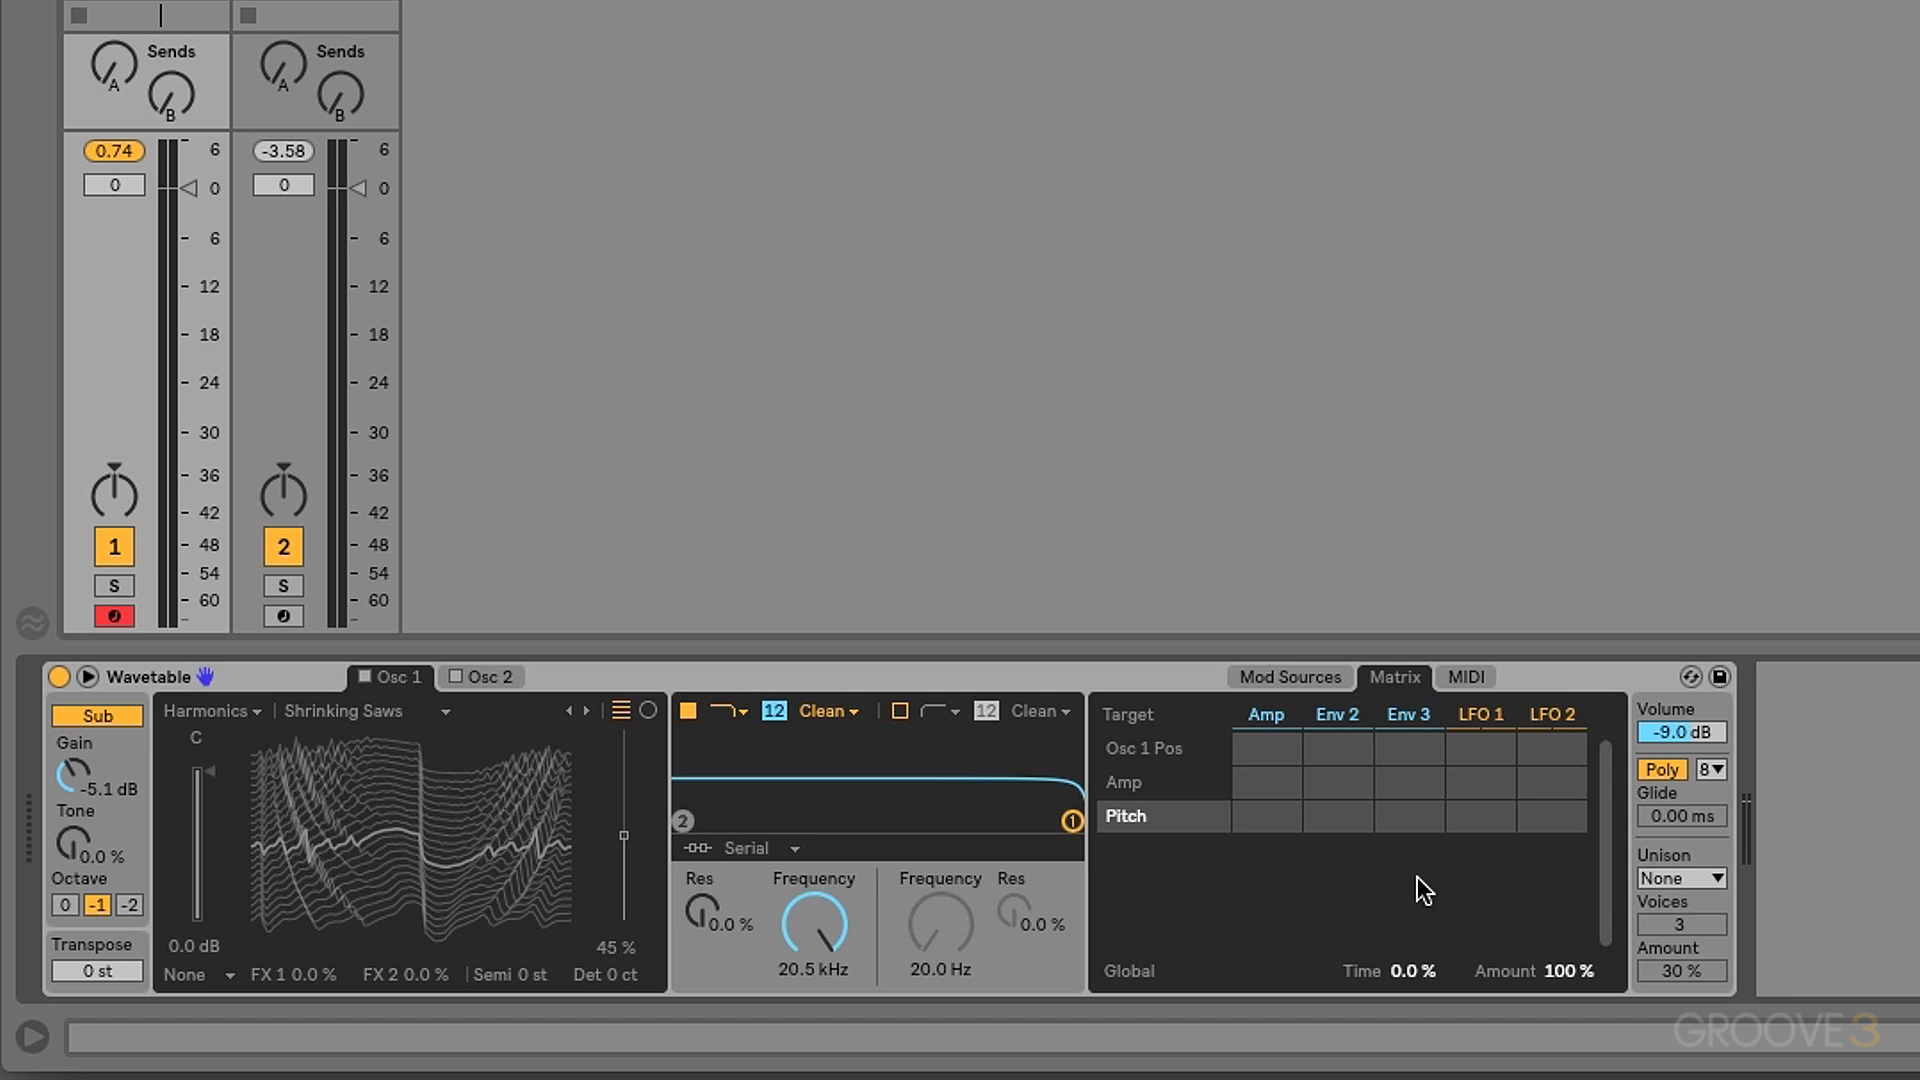 Sends
A
B
Sends
A
B
0.74
0
6
0
6
12
18
24
30
36
42
48
54
60
1
S
-3.58
0
6
0
6
12
18
24
30
36
42
48
54
60
2
S
Wavetable
Osc 1
Osc 2
Mod Sources
Matrix
MIDI
Sub
Gain
-5.1 dB
Tone
0.0 %
Octave
0 -1 -2
Transpose
0 st
Harmonics
Shrinking Saws
C
0.0 dB
45 %
None
FX 1 0.0 %
FX 2 0.0 %
Semi 0 st
Det 0 ct
12
Clean
12
Clean
2
1
Serial
Res
Frequency
Frequency
Res
0.0 %
0.0 %
20.5 kHz
20.0 Hz
Target Amp Env 2 Env 3 LFO 1 LFO 2
Osc 1 Pos
Amp
Pitch
Global
Time 0.0 %
Amount 100 %
Volume
-9.0 dB
Poly 8
Glide
0.00 ms
Unison
None
Voices
3
Amount
30 %
GROOVE3